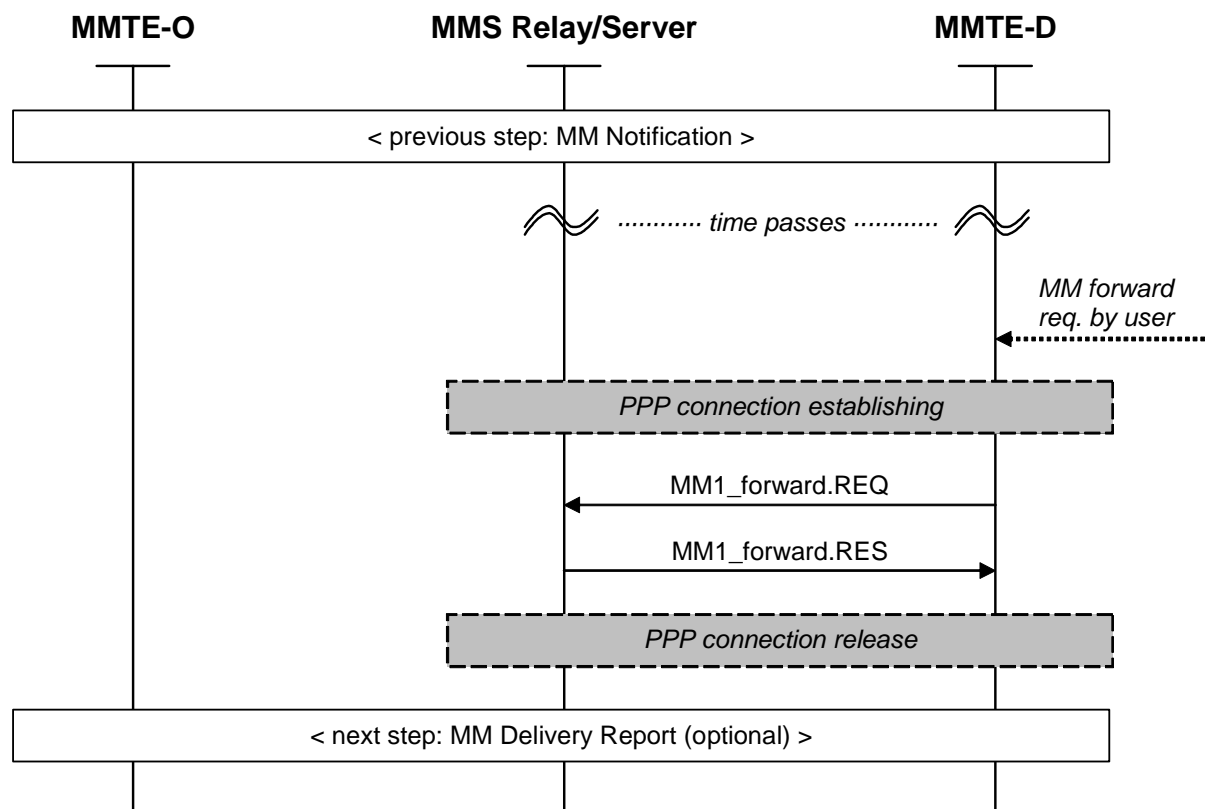 MMTE-O MMS Relay/Server MMTE-D
< previous step: MM Notification >
············ time passes ············
MM forward
req. by user
PPP connection establishing
MM1_forward.REQ
MM1_forward.RES
PPP connection release
< next step: MM Delivery Report (optional) >